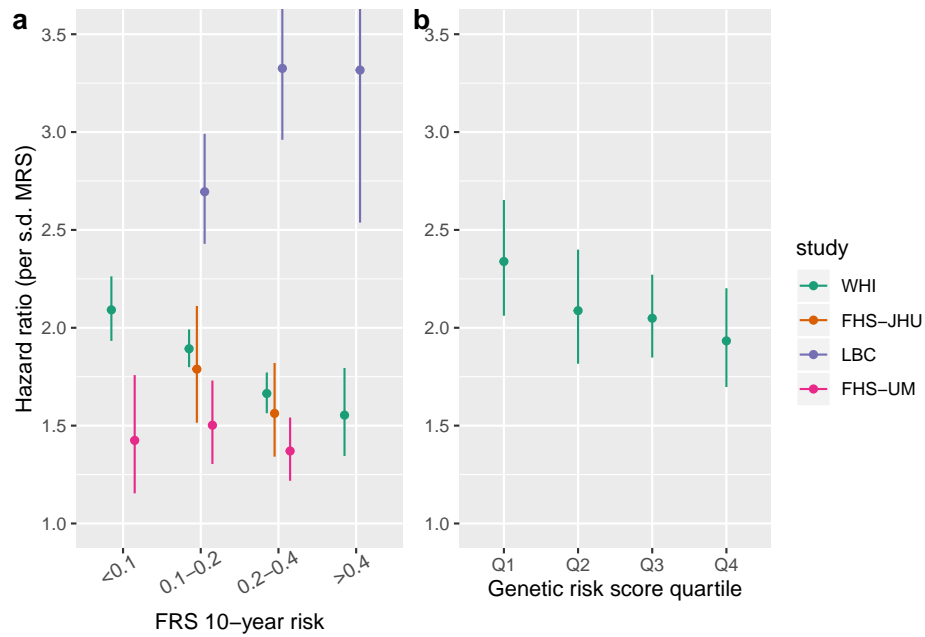 a
b
Hazard ratio (per s.d. MRS)
3.5
3.0
2.5
2.0
1.5
1.0
<0.1
0.1−0.2
0.2−0.4
>0.4
FRS 10−year risk
3.5
3.0
2.5
2.0
1.5
1.0
Q1
Q2
Q3
Q4
Genetic risk score quartile
study
WHI
FHS−JHU
LBC
FHS−UM